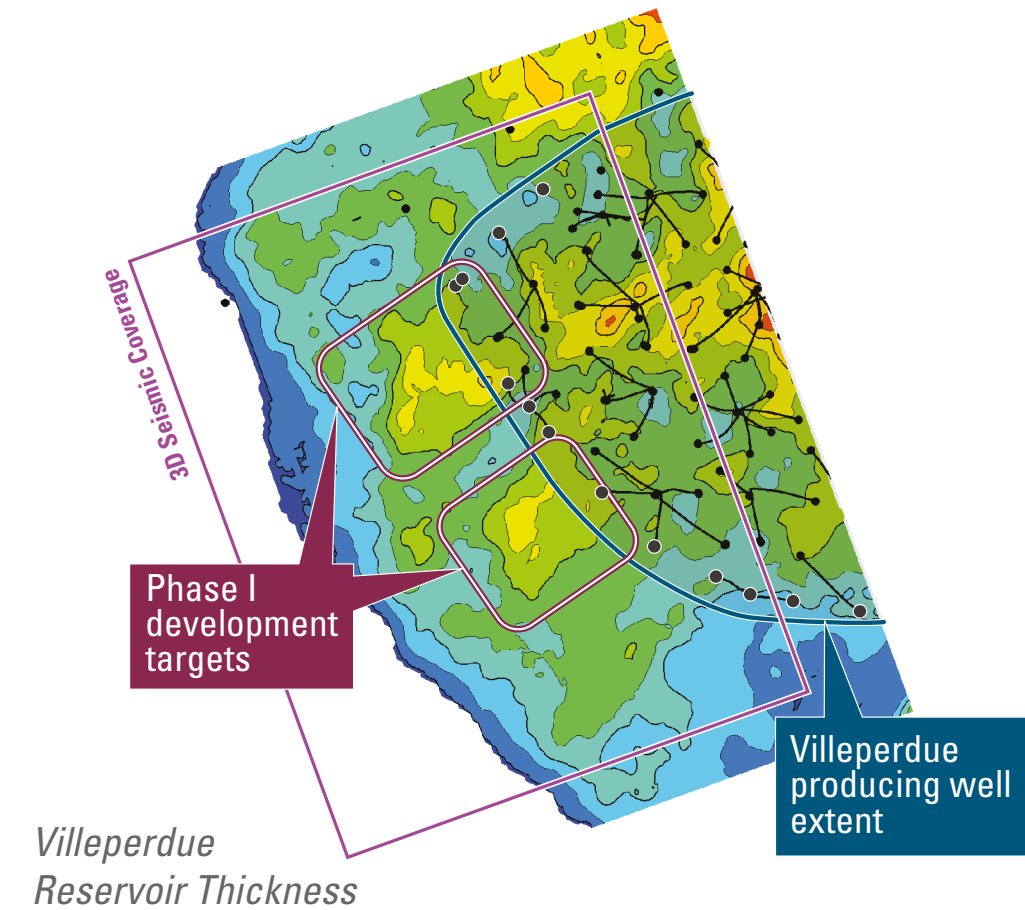 3D Seismic Coverage
Phase I
development
targets
Villeperdue
producing well
extent
Villeperdue
Reservoir Thickness